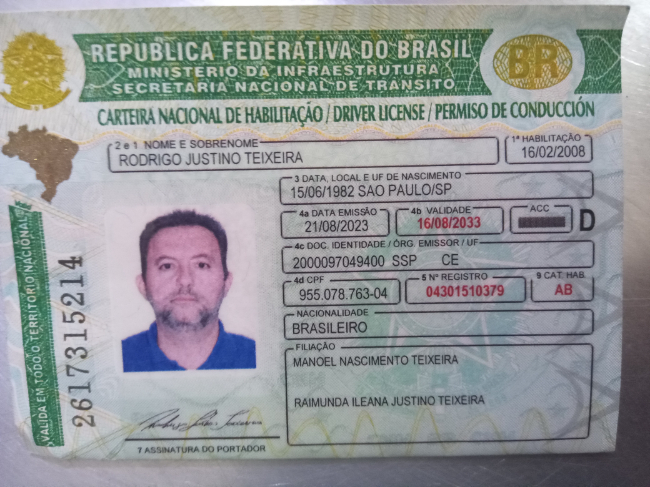 REPÚBLICA FEDERATIVA DO BRASIL
MINISTÉRIO DA INFRAESTRUTURA
SECRETARIA NACIONAL DE TRÂNSITO
BR
CARTEIRA NACIONAL DE HABILITAÇÃO / DRIVER LICENSE / PERMISO DE CONDUCCIÓN
2 e 1 NOME E SOBRENOME
RODRIGO JUSTINO TEIXEIRA
1ª HABILITAÇÃO
16/02/2008
3 DATA, LOCAL E UF DE NASCIMENTO
15/06/1982 SAO PAULO/SP
4a DATA EMISSÃO
21/08/2023
4b VALIDADE
16/08/2033
ACC
D
4c DOC. IDENTIDADE / ÓRG. EMISSOR / UF
2000097049400 SSP CE
4d CPF
955.078.763-04
5 Nº REGISTRO
04301510379
9 CAT. HAB.
AB
NACIONALIDADE
BRASILEIRO
FILIAÇÃO
MANOEL NASCIMENTO TEIXEIRA
RAIMUNDA ILEANA JUSTINO TEIXEIRA
7 ASSINATURA DO PORTADOR
VÁLIDA EM TODO O TERRITÓRIO NACIONAL
2617315214